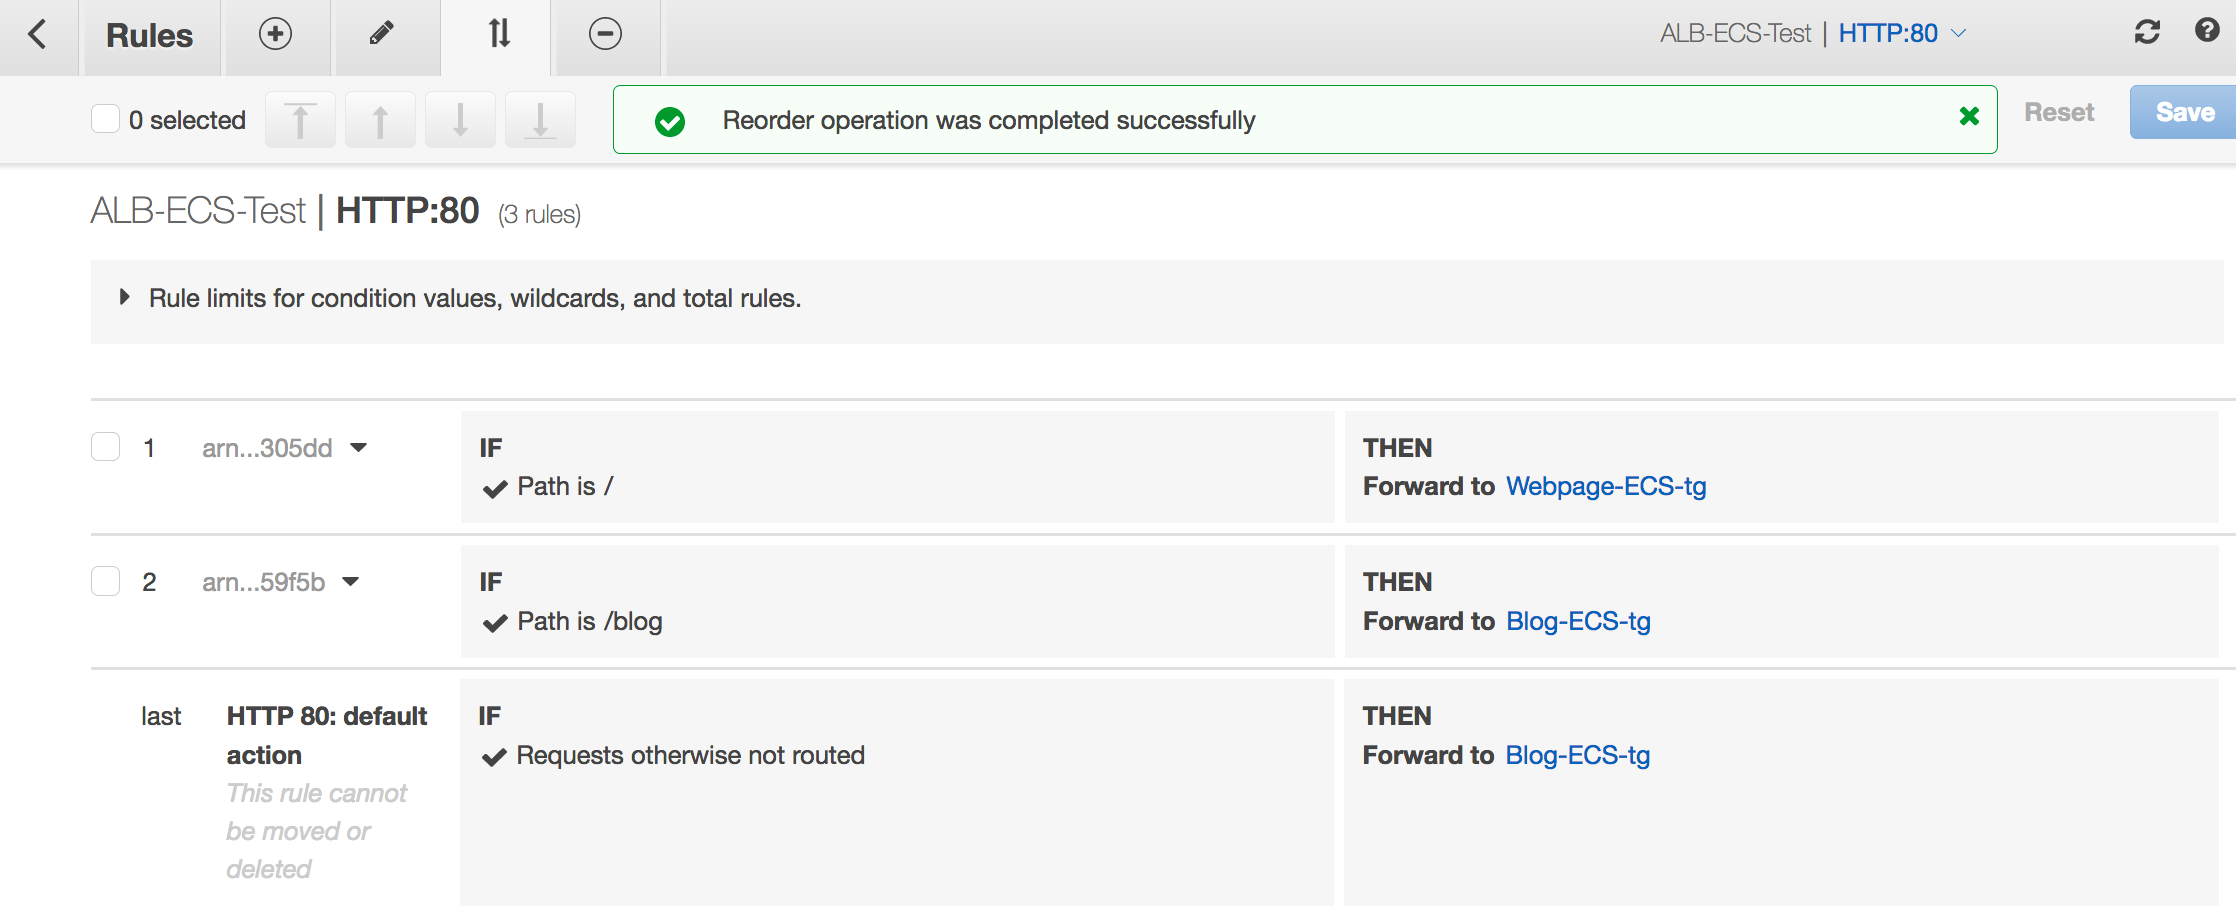 Rules
ALB-ECS-Test | HTTP:80
0 selected
Reorder operation was completed successfully
Reset
Save
ALB-ECS-Test | HTTP:80 (3 rules)
Rule limits for condition values, wildcards, and total rules.
1 arn...305dd
IF
Path is /
THEN
Forward to Webpage-ECS-tg
2 arn...59f5b
IF
Path is /blog
THEN
Forward to Blog-ECS-tg
last
HTTP 80: default
action
This rule cannot
be moved or
deleted
IF
Requests otherwise not routed
THEN
Forward to Blog-ECS-tg